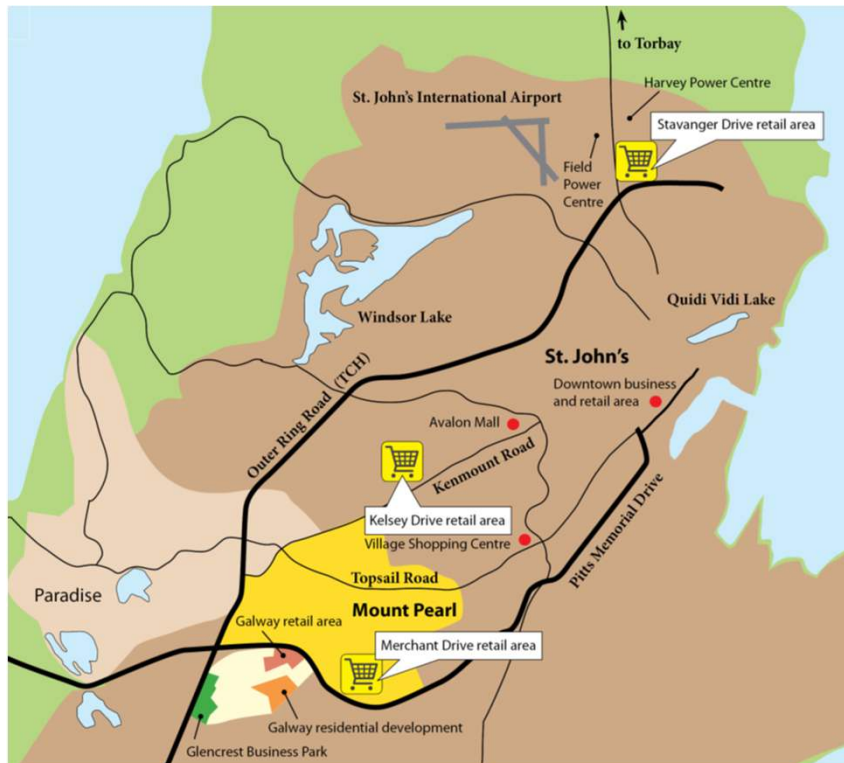 to Torbay
Harvey Power Centre
St. John's International Airport
Stavanger Drive retail area
Field
Power
Centre
Quidi Vidi Lake
Windsor Lake
St. John's
Outer Ring Road (TCH)
Downtown business
and retail area
Avalon Mall
Kenmount Road
Kelsey Drive retail area
Village Shopping Centre
Pitts Memorial Drive
Topsail Road
Paradise
Mount Pearl
Galway retail area
Merchant Drive retail area
Galway residential development
Glencrest Business Park